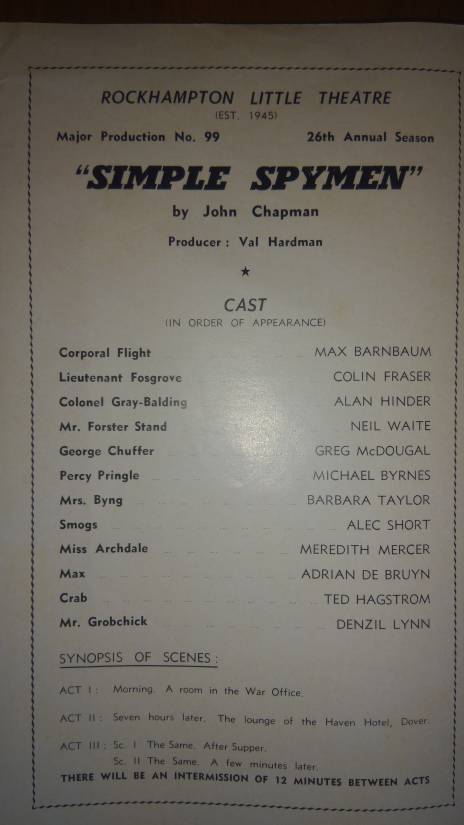 ROCKHAMPTON LITTLE THEATRE
(EST. 1945)
Major Production No. 99 26th Annual Season
"SIMPLE SPYMEN"
by John Chapman
Producer : Val Hardman
★
CAST
(IN ORDER OF APPEARANCE)
Corporal Flight MAX BARNBAUM
Lieutenant Fosgrove COLIN FRASER
Colonel Gray-Balding ALAN HINDER
Mr. Forster Stand NEIL WAITE
George Chuffer GREG McDOUGAL
Percy Pringle MICHAEL BYRNES
Mrs. Byng BARBARA TAYLOR
Smogs ALEC SHORT
Miss Archdale MEREDITH MERCER
Max ADRIAN DE BRUYN
Crab TED HAGSTROM
Mr. Grobchick DENZIL LYNN
SYNOPSIS OF SCENES :
ACT I : Morning. A room in the War Office.
ACT II : Seven hours later. The lounge of the Haven Hotel, Dover.
ACT III : Sc. I The Same. After Supper.
Sc. II The Same. A few minutes later.
THERE WILL BE AN INTERMISSION OF 12 MINUTES BETWEEN ACTS